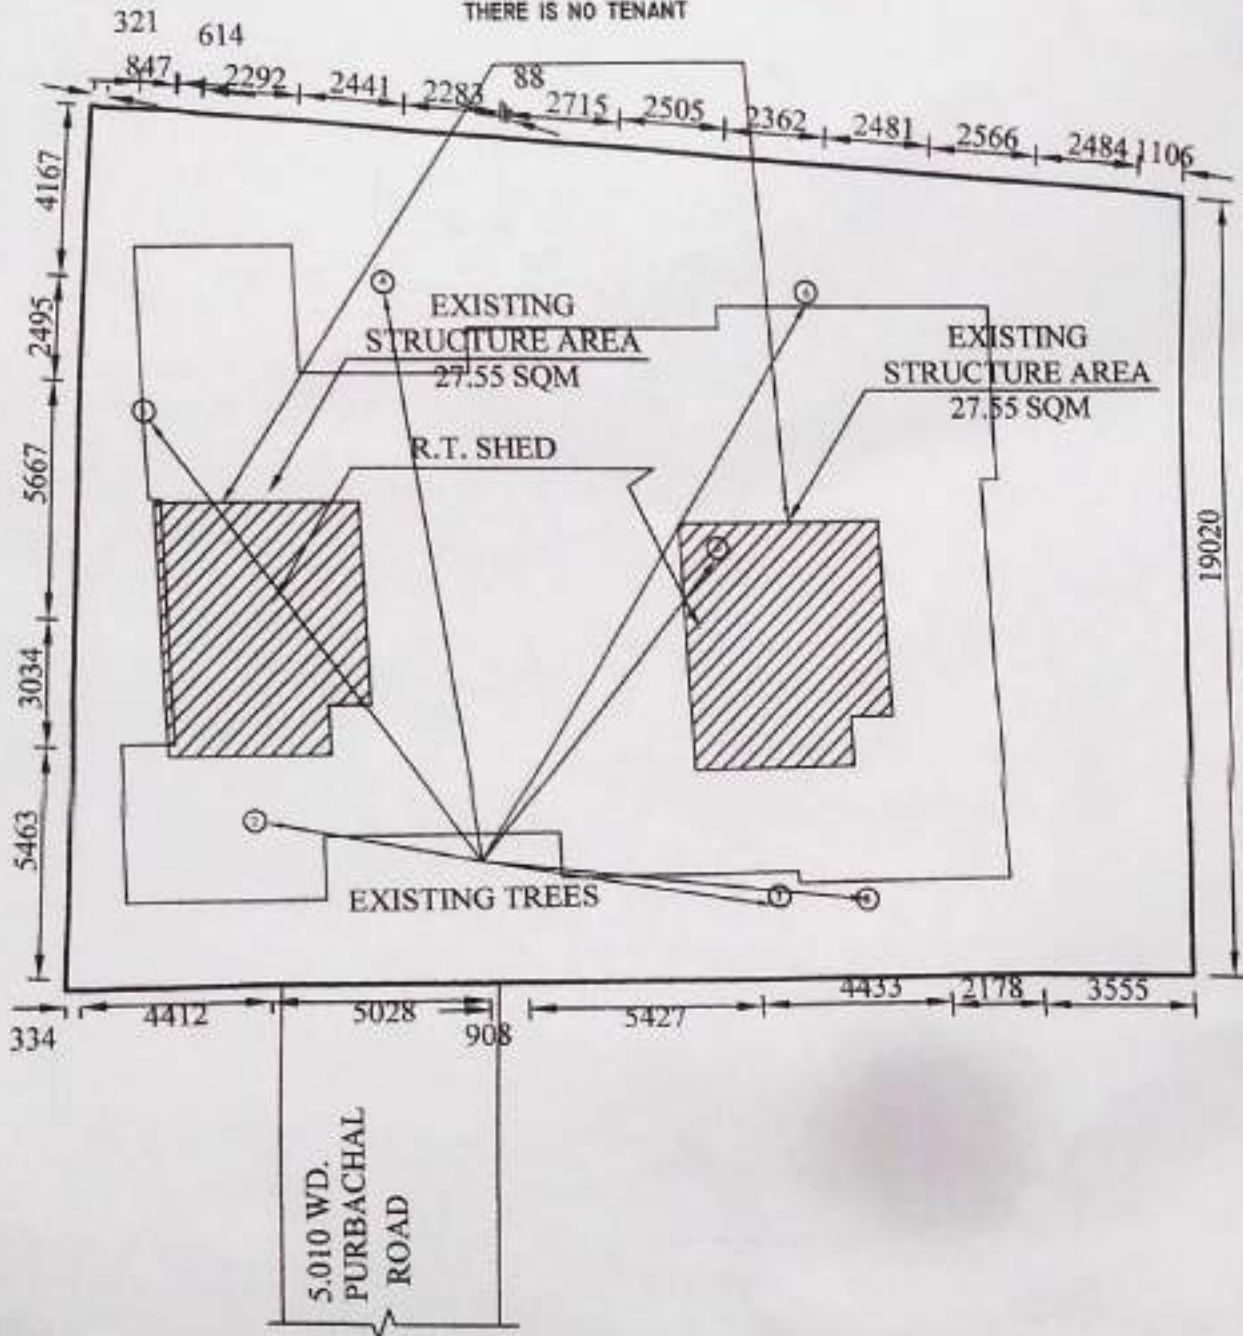 THERE IS NO TENANT
321
614
847
2292
2441
2283
88
2715
2505
2362
2481
2566
2484
1106
4167
2495
5667
3034
5463
EXISTING
STRUCTURE AREA
27.55 SQM
EXISTING
STRUCTURE AREA
27.55 SQM
R.T. SHED
19020
2
EXISTING TREES
334
4412
5028
908
5427
4433
2178
3555
5.010 WD.
PURBACHAL
ROAD